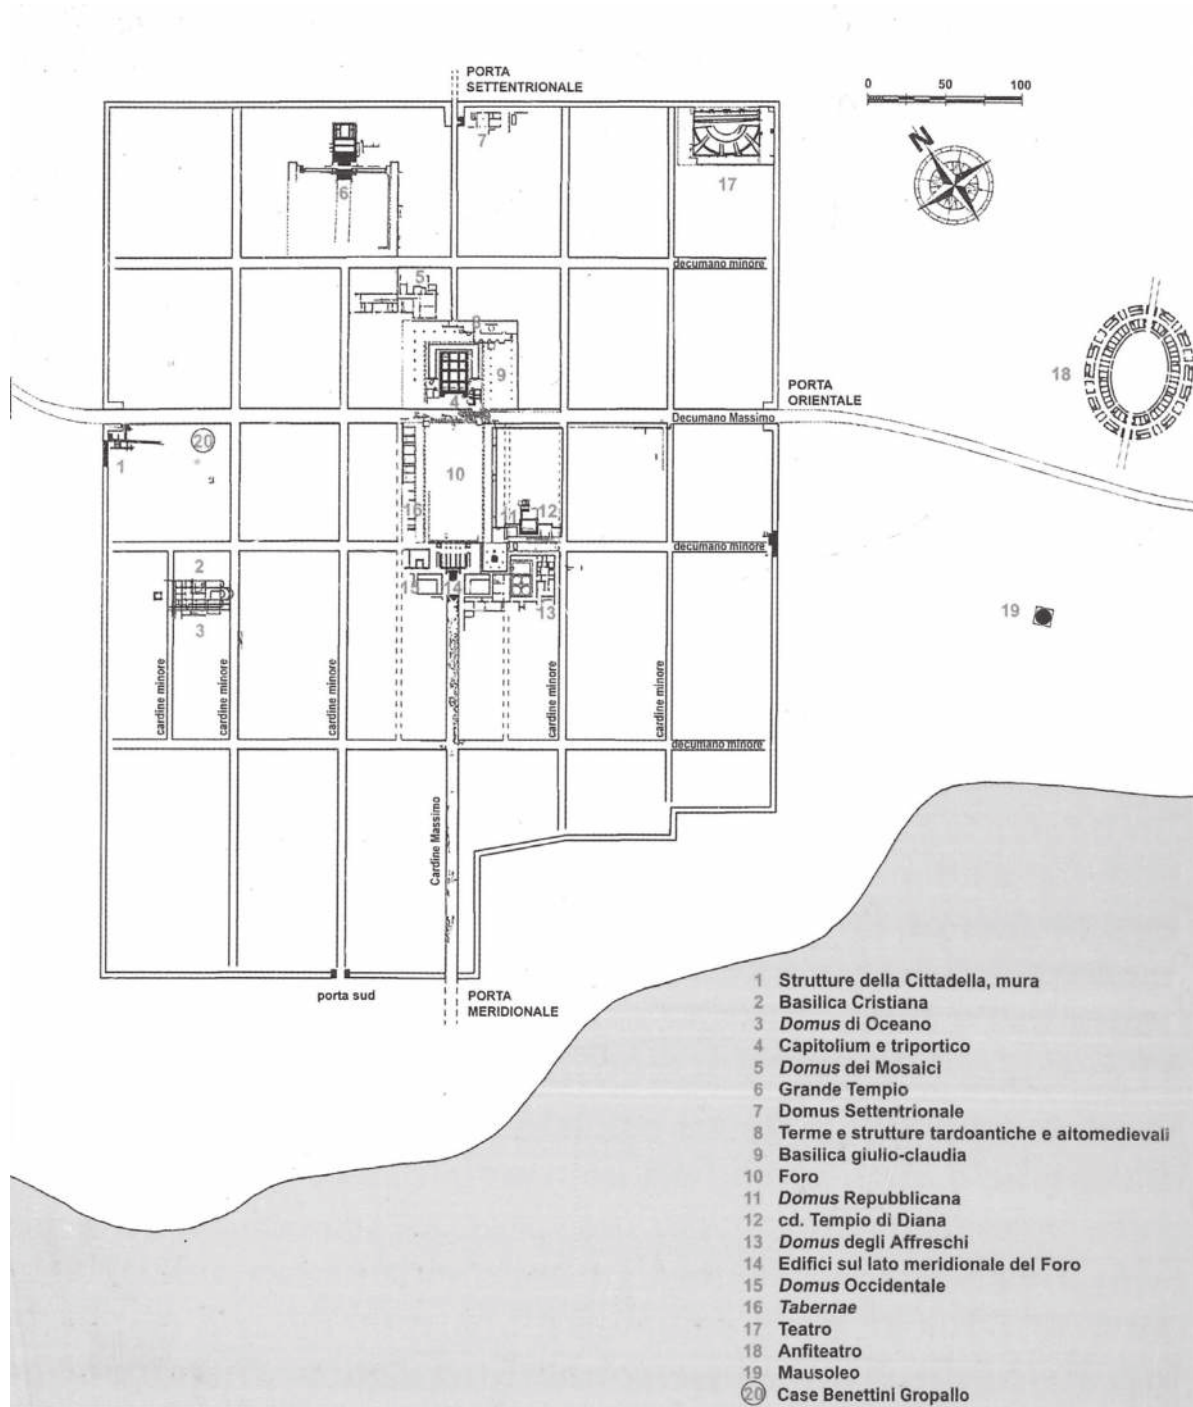 PORTA
SETTENTRIONALE
0 50 100
N
7
17
6
decumano minore
5
8
9
18
PORTA
ORIENTALE
4
Decumano Massimo
20
1
10
16
11
12
decumano minore
2
15
14
13
19
3
cardine minore
cardine minore
cardine minore
cardine minore
cardine minore
decumano minore
Cardine Massimo
porta sud
PORTA
MERIDIONALE
1 Strutture della Cittadella, mura
2 Basilica Cristiana
3 Domus di Oceano
4 Capitolium e triportico
5 Domus dei Mosaici
6 Grande Tempio
7 Domus Settentrionale
8 Terme e strutture tardoantiche e altomedievali
9 Basilica giulio-claudia
10 Foro
11 Domus Repubblicana
12 cd. Tempio di Diana
13 Domus degli Affreschi
14 Edifici sul lato meridionale del Foro
15 Domus Occidentale
16 Tabernae
17 Teatro
18 Anfiteatro
19 Mausoleo
20 Case Benettini Gropallo